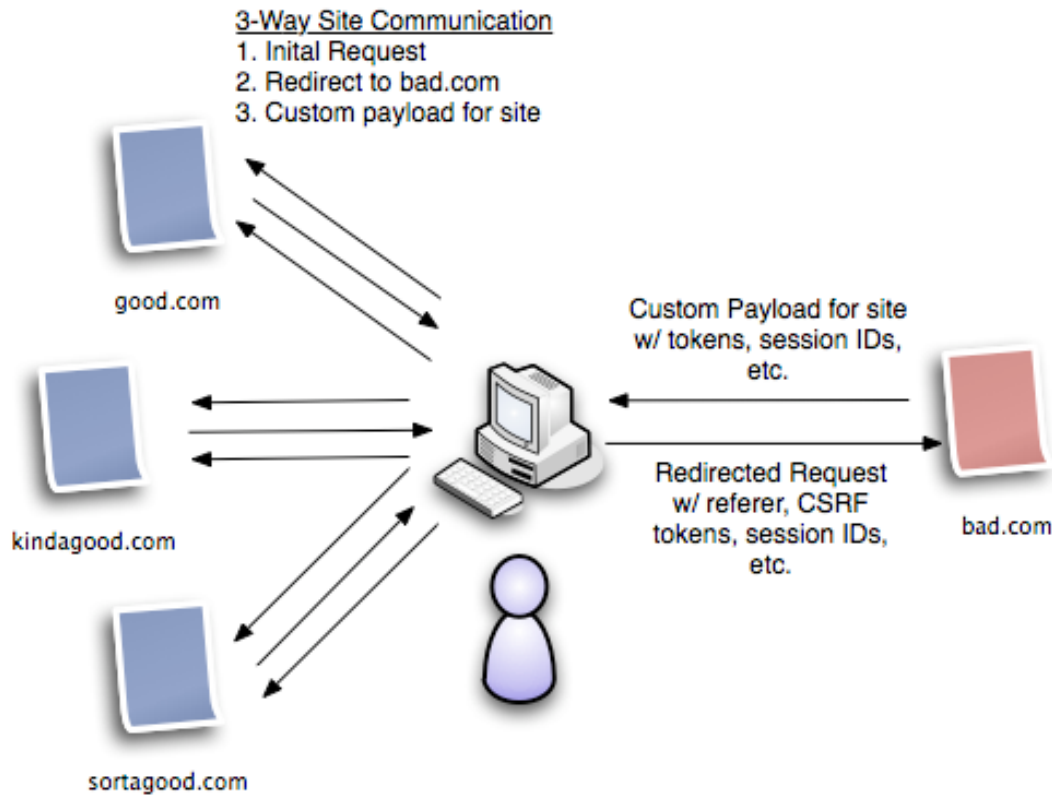 3-Way Site Communication
1. Inital Request
2. Redirect to bad.com
3. Custom payload for site
good.com
Custom Payload for site
w/ tokens, session IDs,
etc.
Redirected Request
w/ referer, CSRF
tokens, session IDs,
etc.
bad.com
kindagood.com
sortagood.com